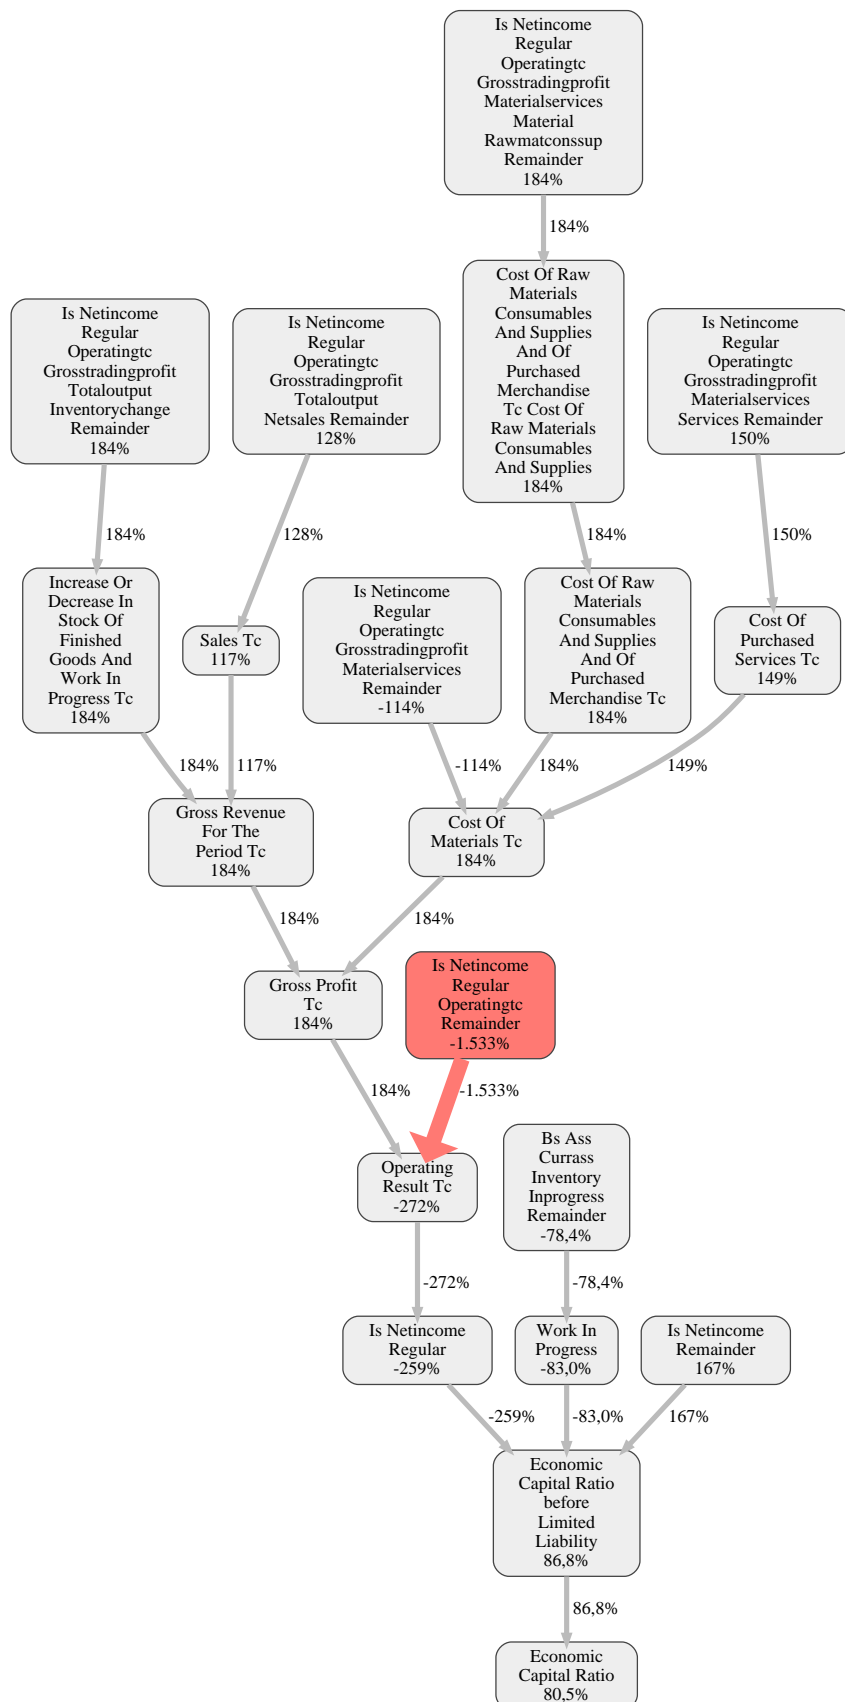 Is Netincome
Regular
Operatingtc
Grosstradingprofit
Materialservices
Material
Rawmatconssup
Remainder
184%
184%
Is Netincome
Regular
Operatingtc
Grosstradingprofit
Totaloutput
Inventorychange
Remainder
184%
Is Netincome
Regular
Operatingtc
Grosstradingprofit
Totaloutput
Netsales Remainder
128%
Cost Of Raw
Materials
Consumables
And Supplies
And Of
Purchased
Merchandise
Tc Cost Of
Raw Materials
Consumables
And Supplies
184%
Is Netincome
Regular
Operatingtc
Grosstradingprofit
Materialservices
Services Remainder
150%
184%
128%
184%
150%
Increase Or
Decrease In
Stock Of
Finished
Goods And
Work In
Progress Tc
184%
Sales Tc
117%
Is Netincome
Regular
Operatingtc
Grosstradingprofit
Materialservices
Remainder
-114%
Cost Of Raw
Materials
Consumables
And Supplies
And Of
Purchased
Merchandise Tc
184%
Cost Of
Purchased
Services Tc
149%
184%
117%
-114%
184%
149%
Gross Revenue
For The
Period Tc
184%
Cost Of
Materials Tc
184%
184%
184%
Gross Profit
Tc
184%
Is Netincome
Regular
Operatingtc
Remainder
-1.533%
184%
-1.533%
Operating
Result Tc
-272%
Bs Ass
Currass
Inventory
Inprogress
Remainder
-78,4%
-272%
-78,4%
Is Netincome
Regular
-259%
Work In
Progress
-83,0%
Is Netincome
Remainder
167%
-259%
-83,0%
167%
Economic
Capital Ratio
before
Limited
Liability
86,8%
86,8%
Economic
Capital Ratio
80,5%